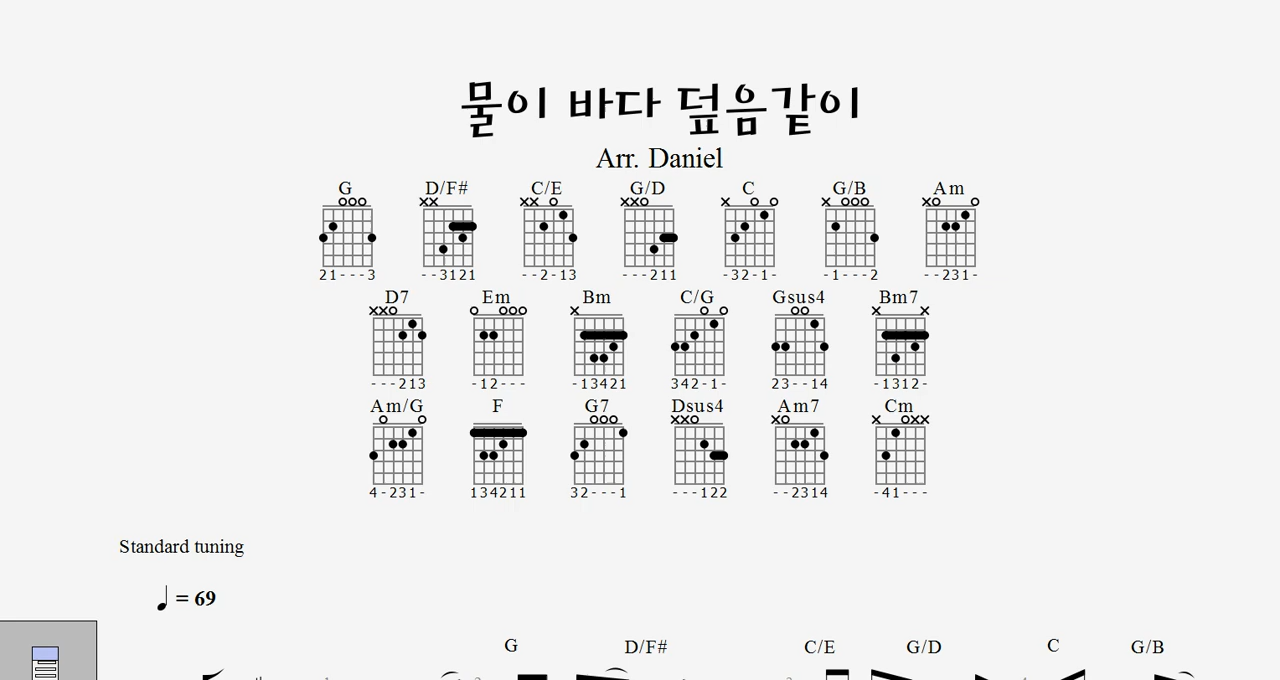 물이 바다 덮음같이
Arr. Daniel
G D/F# C/E G/D C G/B Am
21---3 --3121 --2-13 ---211 -32-1- -1---2 --231-
D7 Em Bm C/G Gsus4 Bm7
---213 -12--- -13421 342-1- 23--14 -1312-
Am/G F G7 Dsus4 Am7 Cm
4-231- 134211 32---1 ---122 --2314 -41---
Standard tuning
= 69
G D/F# C/E G/D C G/B